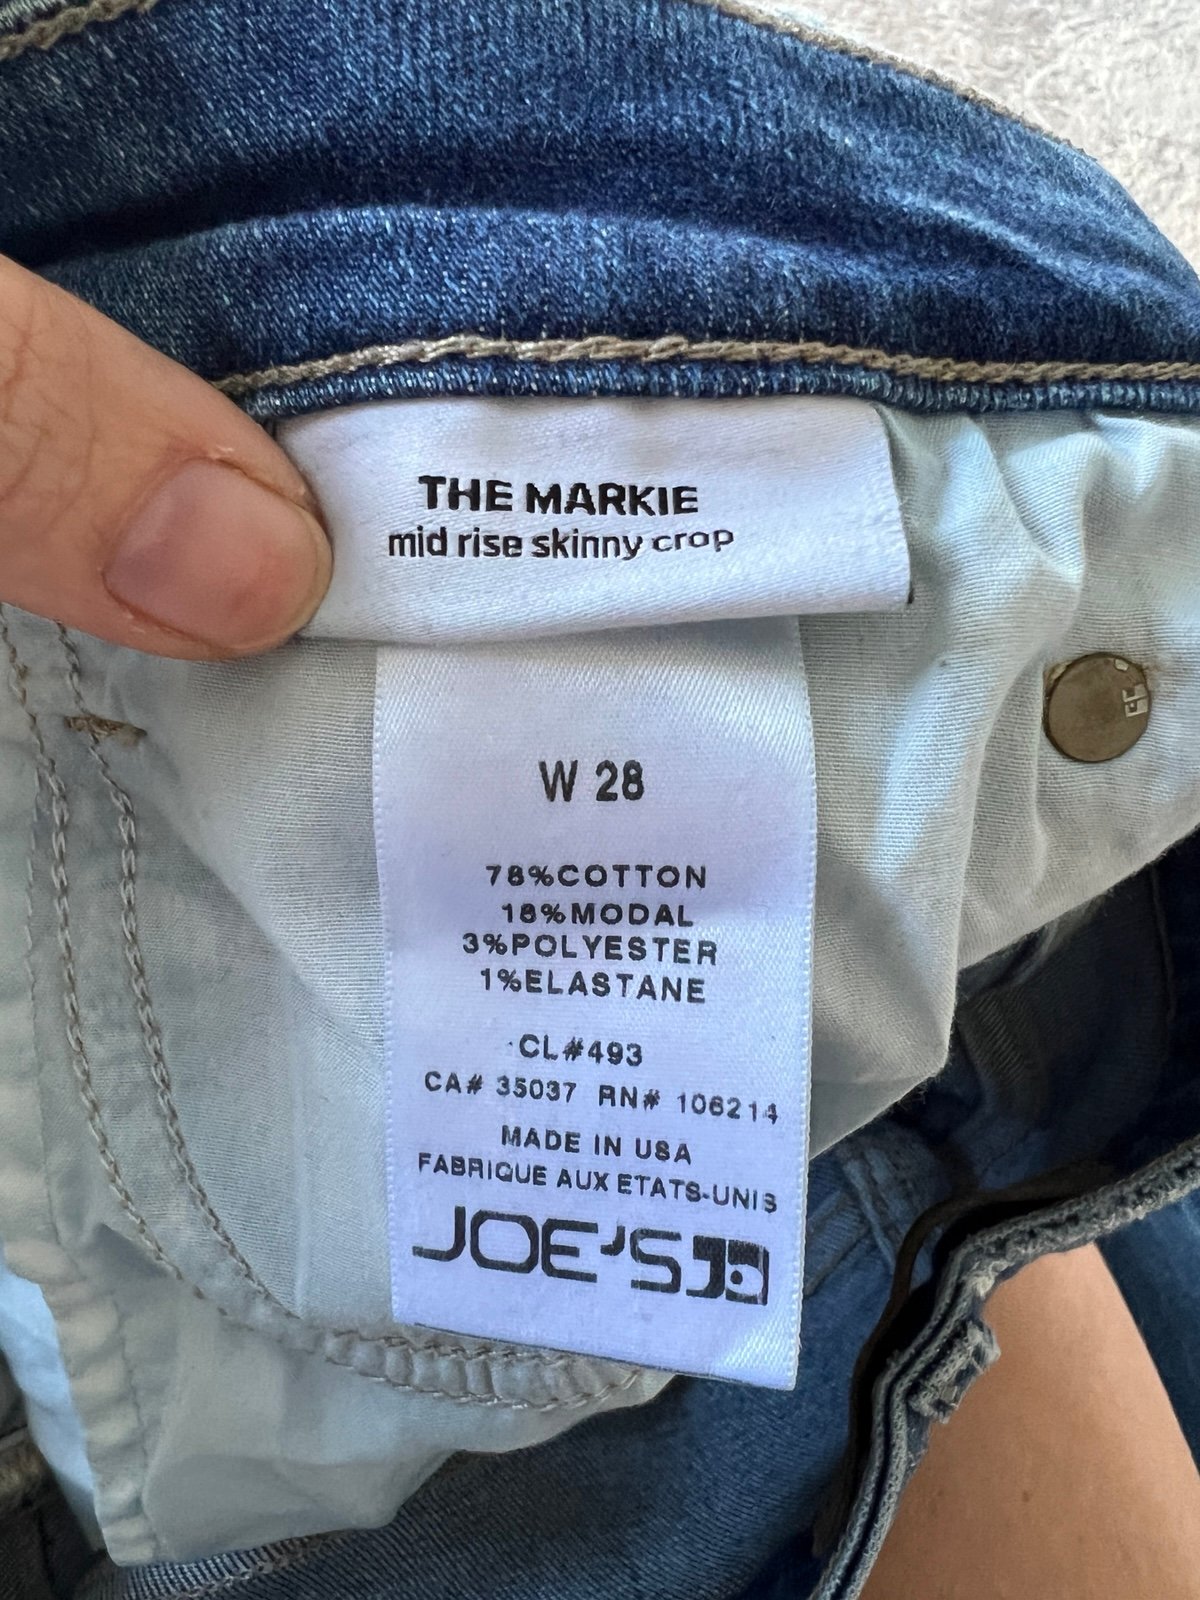 THE MARKIE
mid rise skinny crop
W 28
78%COTTON
18%MODAL
3%POLYESTER
1%ELASTANE
CL#493
CA# 35037 RN# 106214
MADE IN USA
FABRIQUE AUX ETATS-UNIS
JOE'S